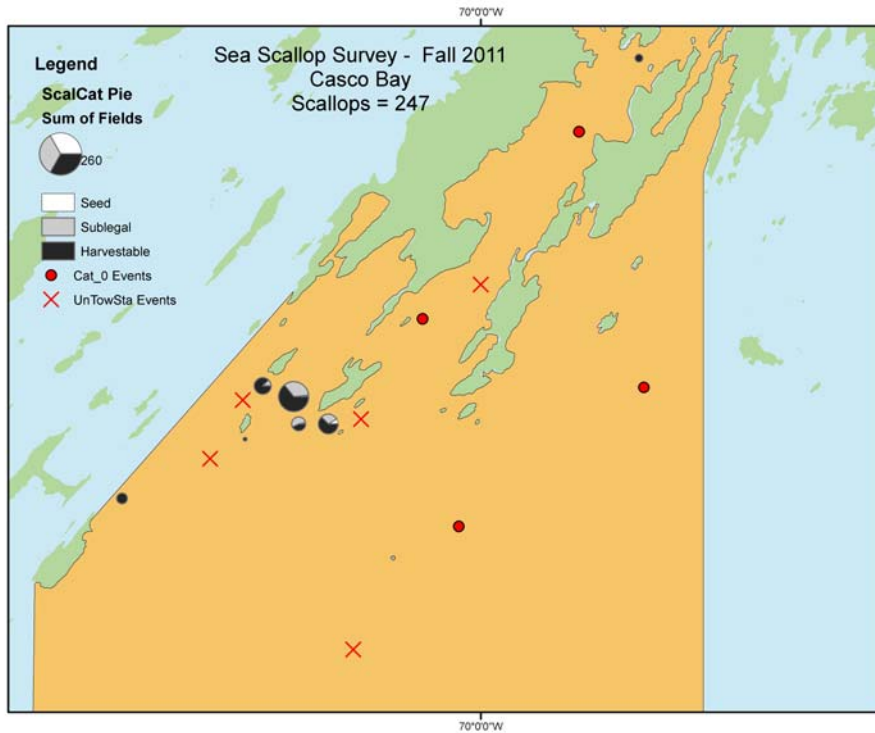 70°0'0"W
Legend
ScalCat Pie
Sum of Fields
260
Seed
Sublegal
Harvestable
Cat_0 Events
UnTowSta Events
Sea Scallop Survey - Fall 2011
Casco Bay
Scallops = 247
70°0'0"W